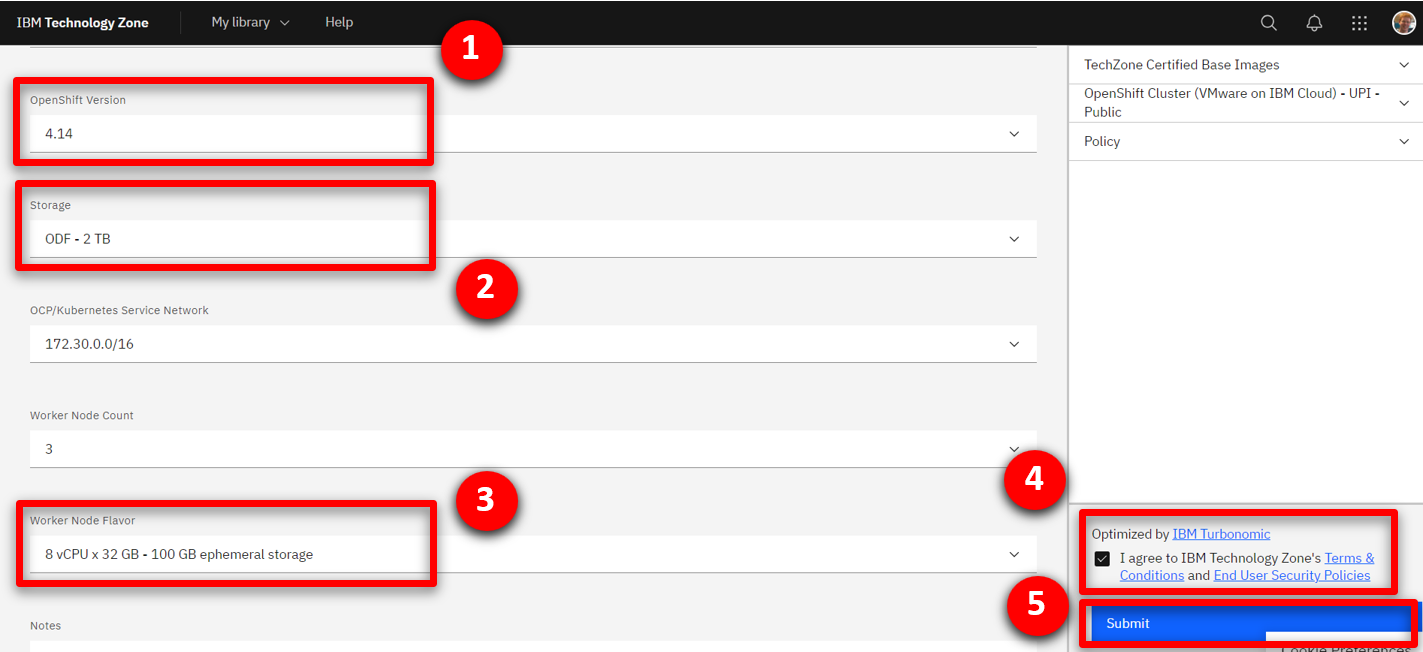 IBM Technology Zone My library Help
1
OpenShift Version
4.14
Storage
ODF - 2 TB
2
OCP/Kubernetes Service Network
172.30.0.0/16
Worker Node Count
3
3
Worker Node Flavor
8 vCPU x 32 GB - 100 GB ephemeral storage
Notes
TechZone Certified Base Images
OpenShift Cluster (VMware on IBM Cloud) - UPI -
Public
Policy
4
Optimized by IBM Turbonomic
I agree to IBM Technology Zone's Terms &
Conditions and End User Security Policies
5
Submit
Cookie Preferences